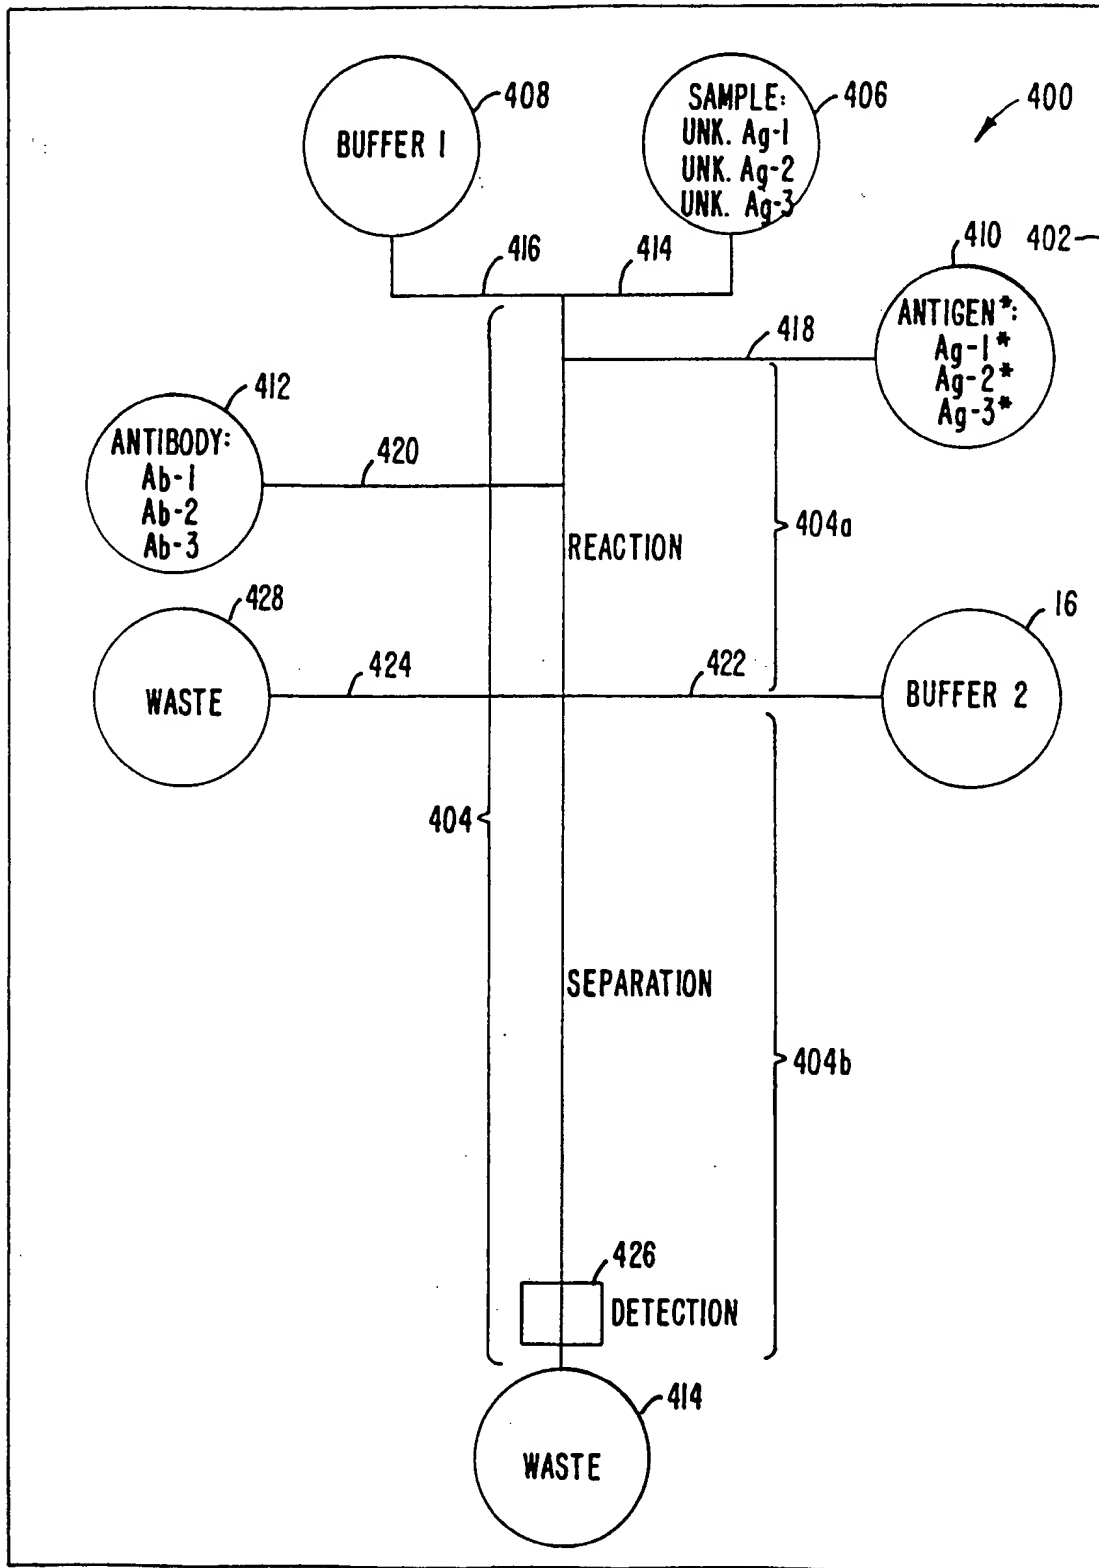 408
BUFFER 1
SAMPLE:
UNK. Ag-1
UNK. Ag-2
UNK. Ag-3
406
400
416
414
410
402
ANTIGEN*:
Ag-1*
Ag-2*
Ag-3*
418
412
ANTIBODY:
Ab-1
Ab-2
Ab-3
420
REACTION
404a
428
WASTE
424
422
16
BUFFER 2
404
SEPARATION
404b
426
DETECTION
414
WASTE